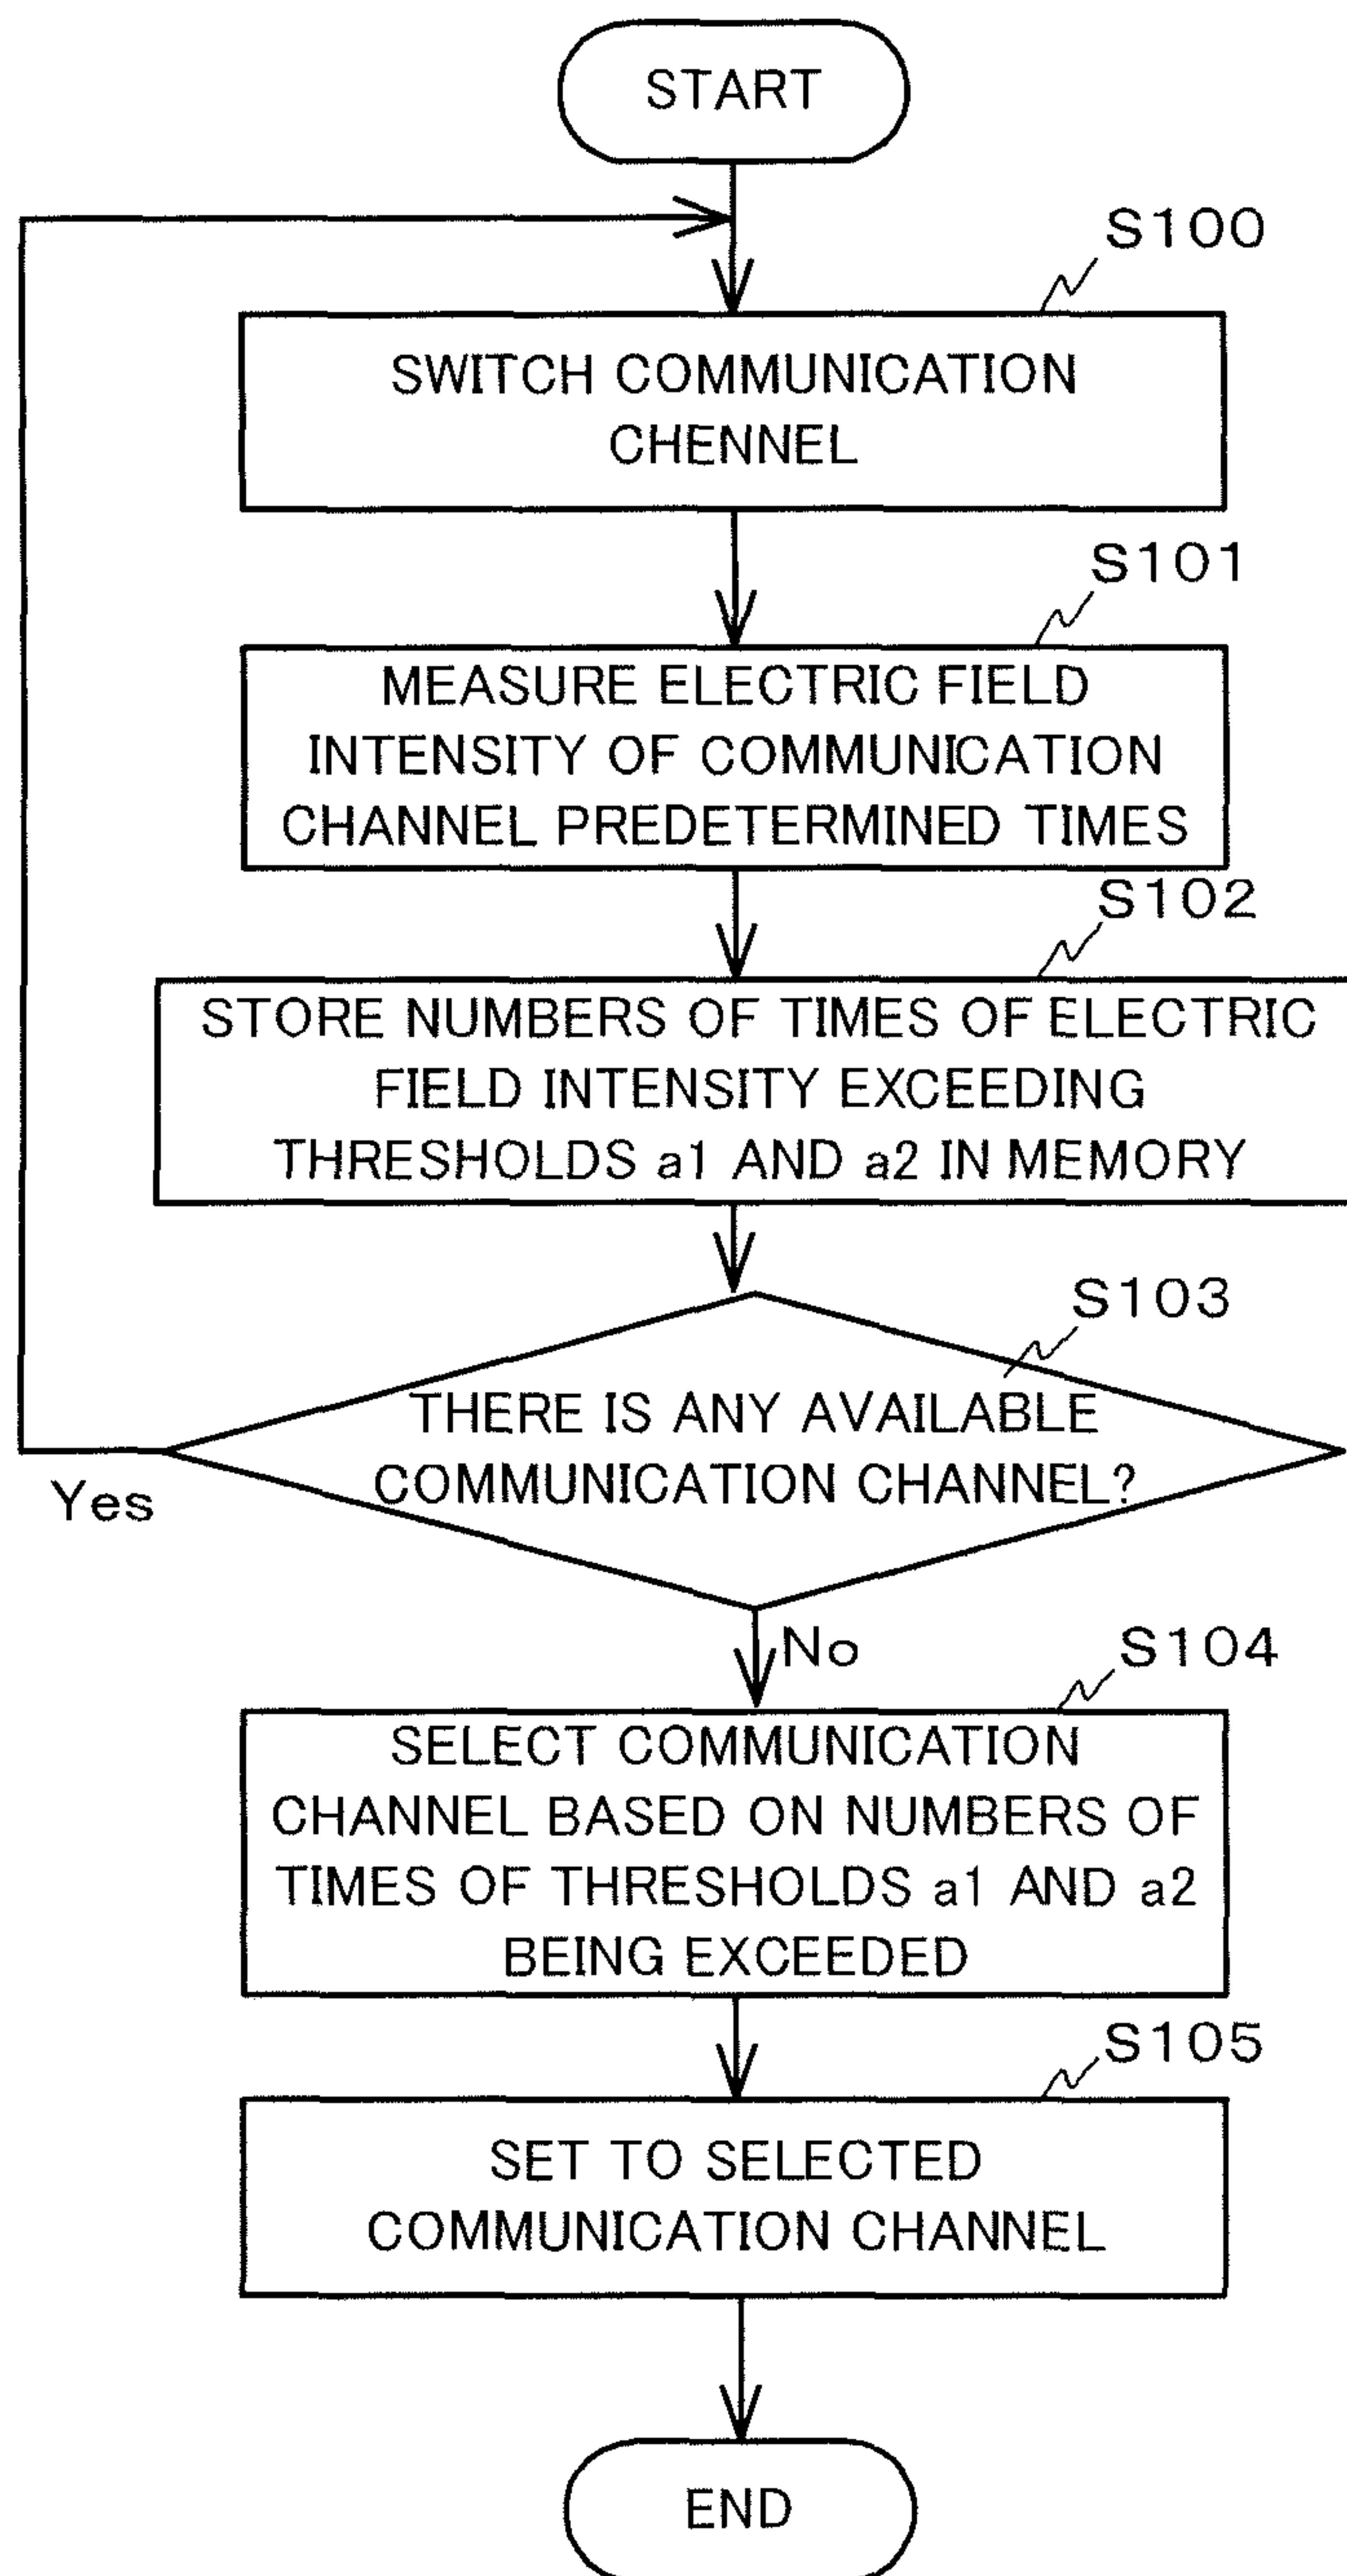 START
S100
SWITCH COMMUNICATION
CHENNEL
S101
MEASURE ELECTRIC FIELD
INTENSITY OF COMMUNICATION
CHANNEL PREDETERMINED TIMES
S102
STORE NUMBERS OF TIMES OF ELECTRIC
FIELD INTENSITY EXCEEDING
THRESHOLDS a1 AND a2 IN MEMORY
S103
THERE IS ANY AVAILABLE
COMMUNICATION CHANNEL?
Yes
No
S104
SELECT COMMUNICATION
CHANNEL BASED ON NUMBERS OF
TIMES OF THRESHOLDS a1 AND a2
BEING EXCEEDED
S105
SET TO SELECTED
COMMUNICATION CHANNEL
END